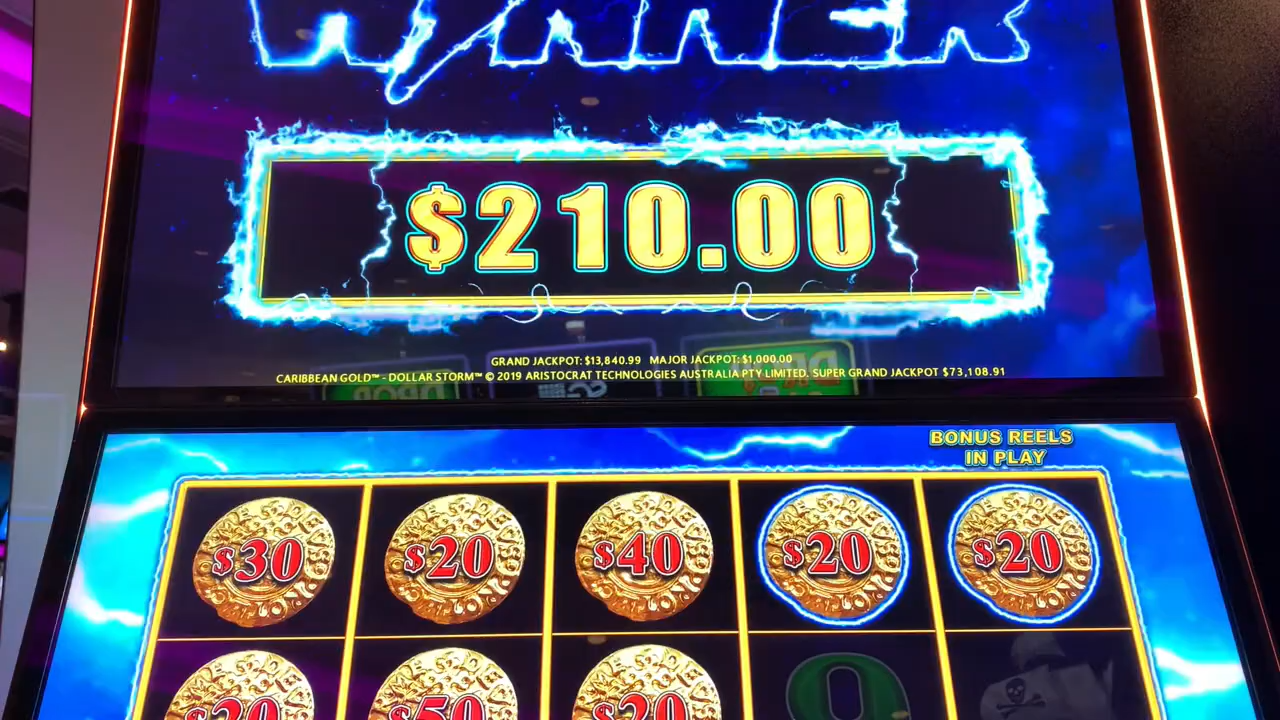 WINNER
$210.00
GRAND JACKPOT: $13,840.99 MAJOR JACKPOT: $1,000.00
CARIBBEAN GOLD™ - DOLLAR STORM™ © 2019 ARISTOCRAT TECHNOLOGIES AUSTRALIA PTY LIMITED. SUPER GRAND JACKPOT $73,108.91
BONUS REELS
IN PLAY
$30 $20 $40 $20 $20
$20 $50 $20